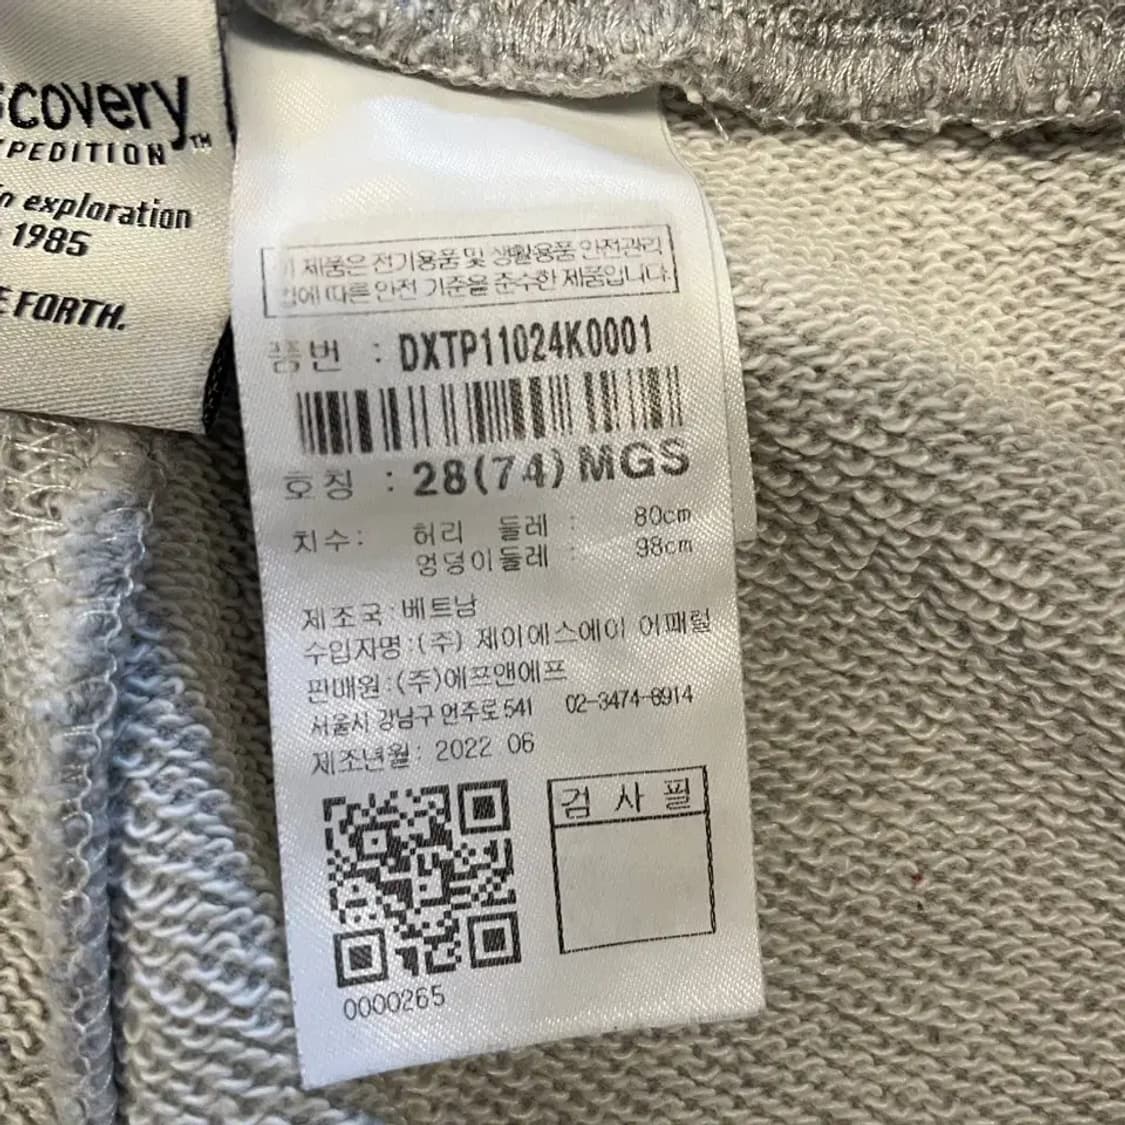 scovery™
XPEDITION
exploration
1985
E FORTH.
제품은 전기용품 및 생활용품 안전관리
법에 따른 안전 기준을 준수한 제품입니다.
품번 : DXTP11024K0001
호칭 : 28(74) MGS
치수: 허리 둘레 : 80cm
엉덩이둘레 : 98cm
제조국:베트남
수입자명:(주) 제이에스에이 어패럴
판매원:(주)에프앤에프
서울시 강남구 언주로541 02-3474-8914
제조년월: 2022 06
검 사 필
0000265